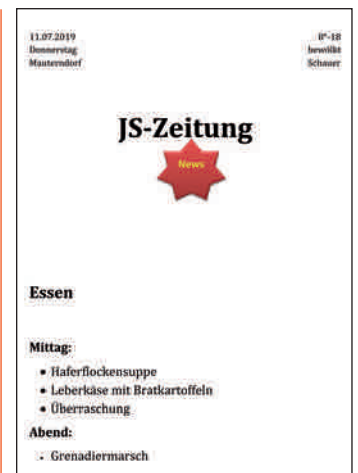 11.07.2019
Donnerstag
Mauterndorf
8°-18
bewölkt
Schauer
JS-Zeitung
News
Essen
Mittag:
• Haferflockensuppe
• Leberkäse mit Bratkartoffeln
• Überraschung
Abend:
• Grenadiermarsch